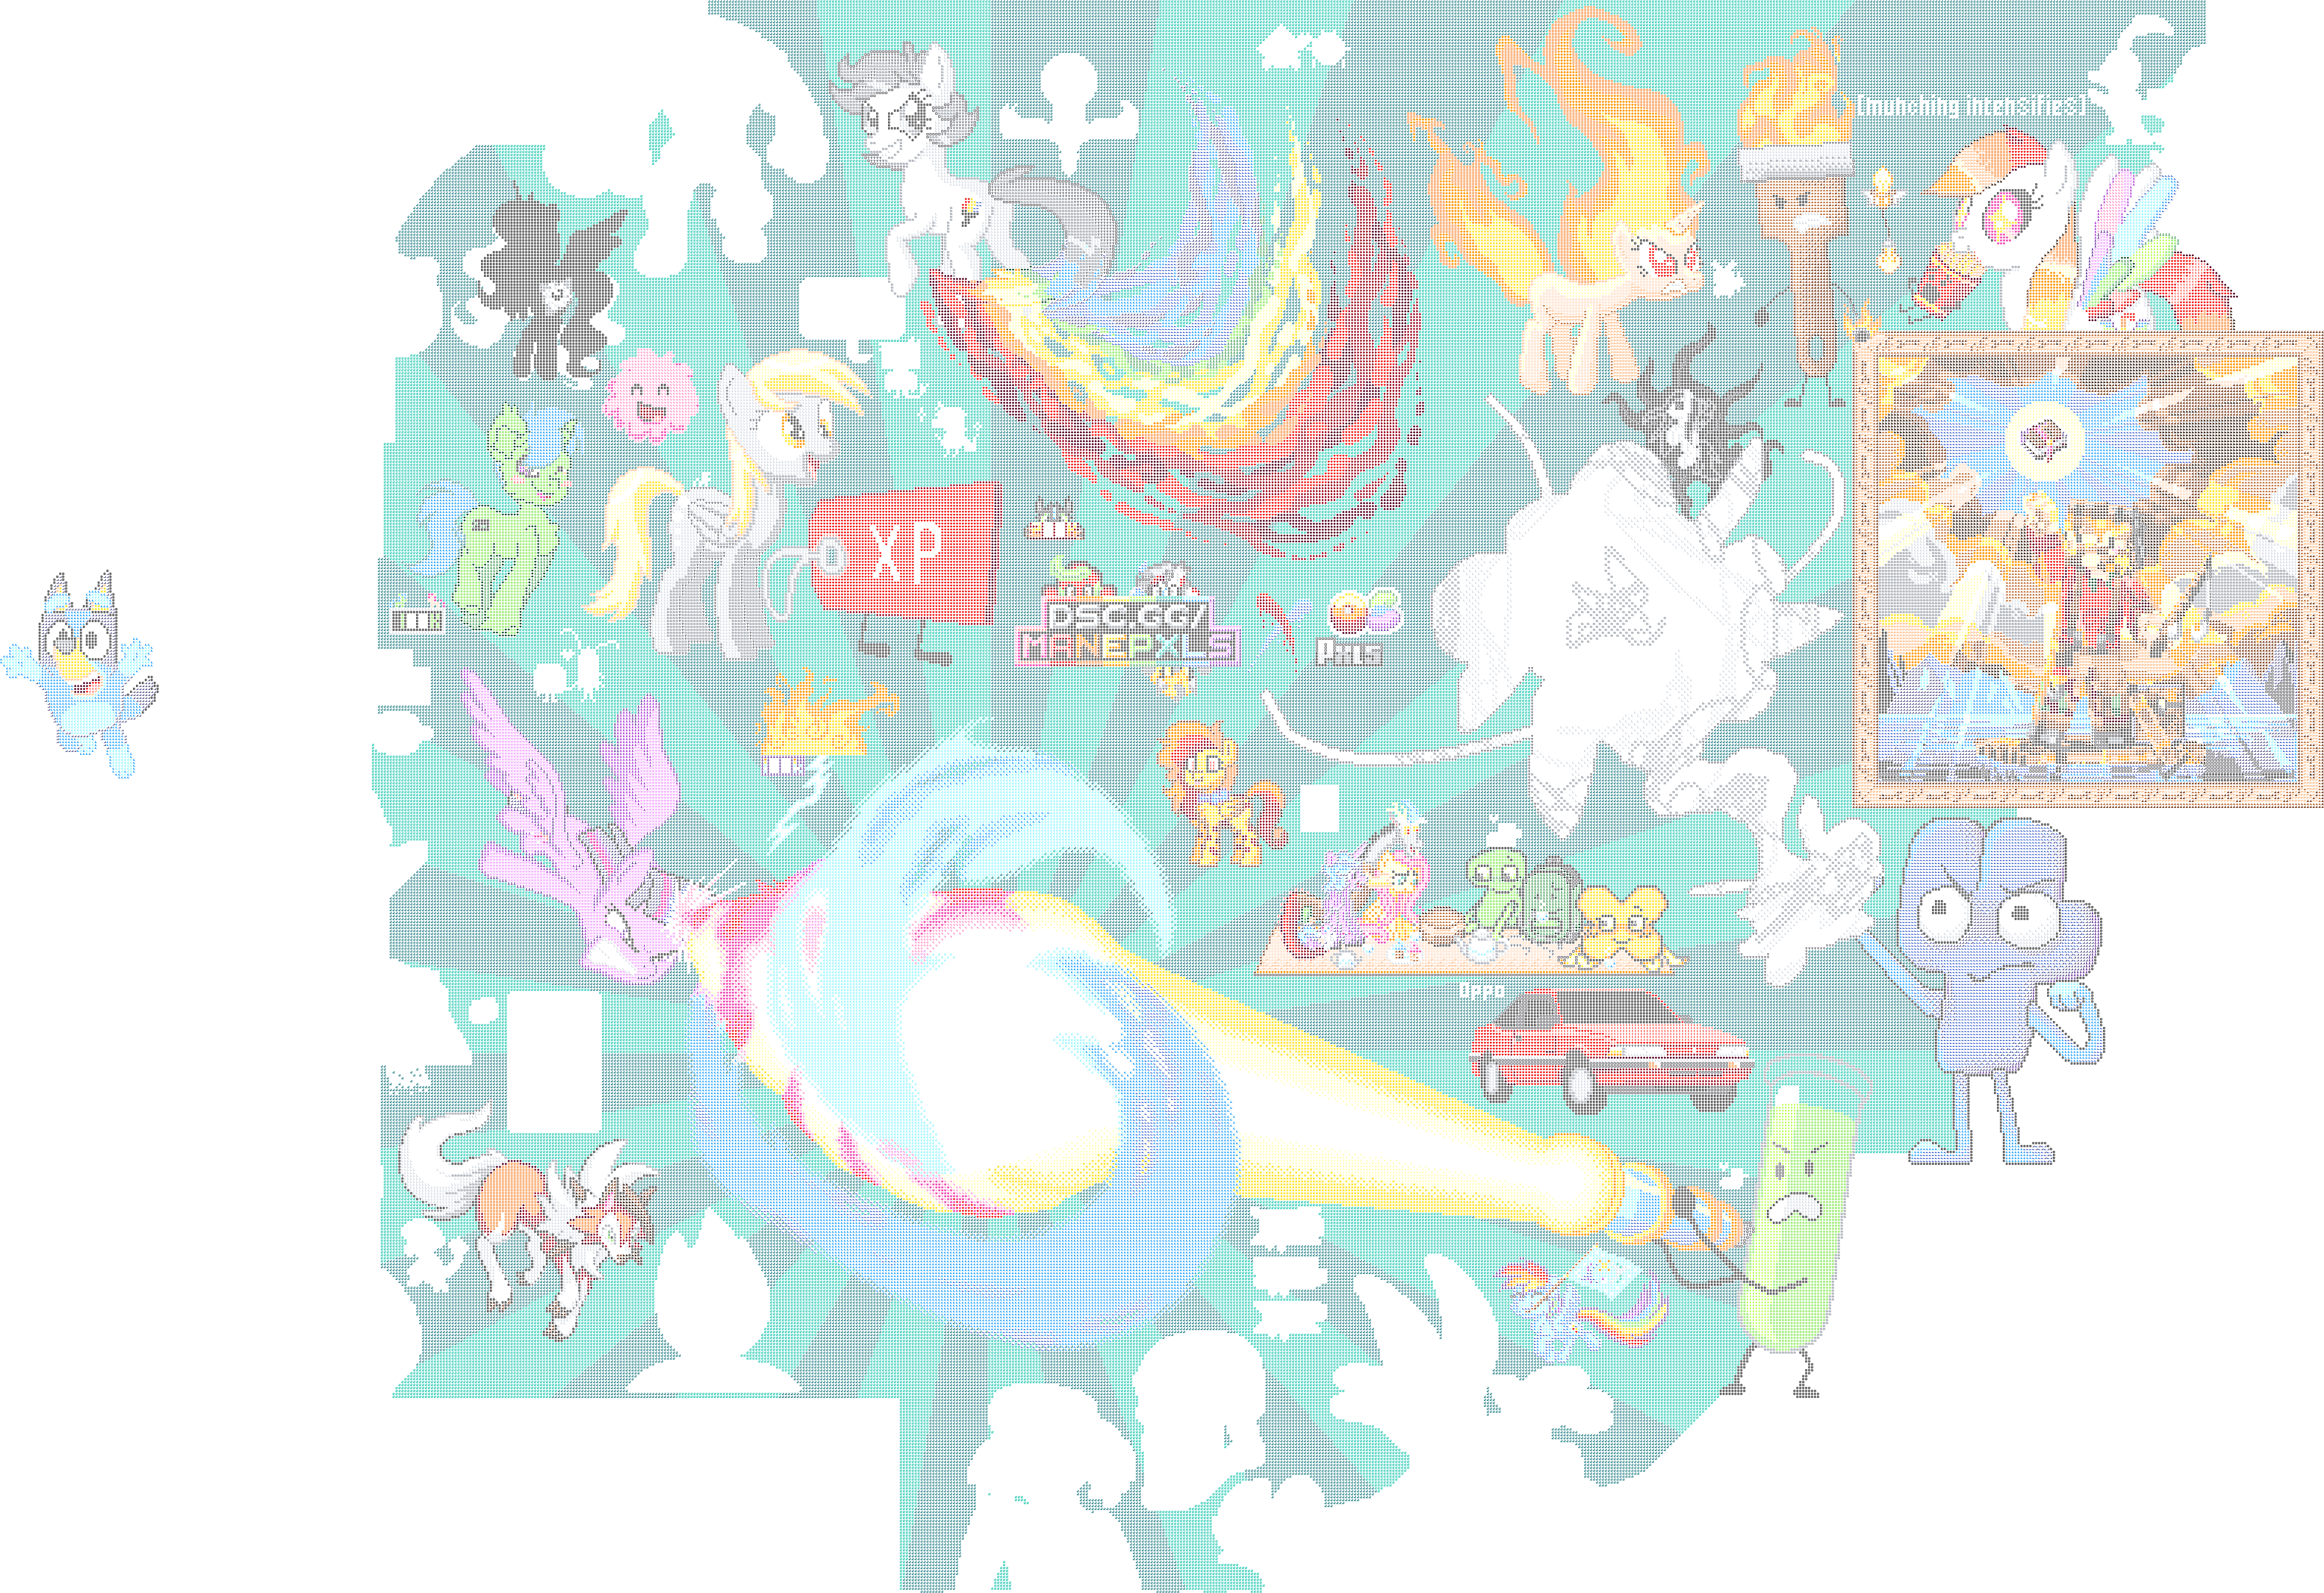 [munching intensifies]
XP
DSC.GG/
MANEPXLS
Pxls
Oppo